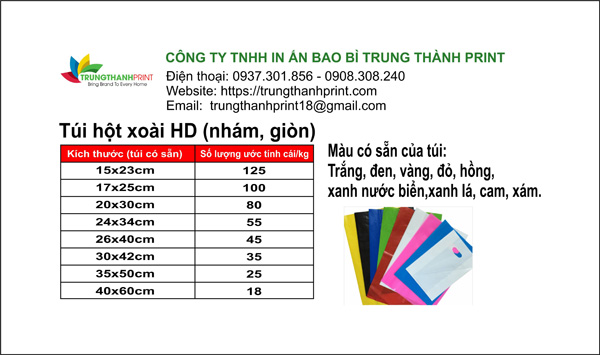 CÔNG TY TNHH IN ẤN BAO BÌ TRUNG THÀNH PRINT
TRUNGTHANHPRINT
Bring Brand To Every Home
Điện thoại: 0937.301.856 - 0908.308.240
Website: https://trungthanhprint.com
Email: trungthanhprint18@gmail.com
Túi hột xoài HD (nhám, giòn)
Kích thước (túi có sẵn) Số lượng ước tính cái/kg
15x23cm 125
17x25cm 100
20x30cm 80
24x34cm 55
26x40cm 45
30x42cm 35
35x50cm 25
40x60cm 18
Màu có sẵn của túi:
Trắng, đen, vàng, đỏ, hồng,
xanh nước biển,xanh lá, cam, xám.